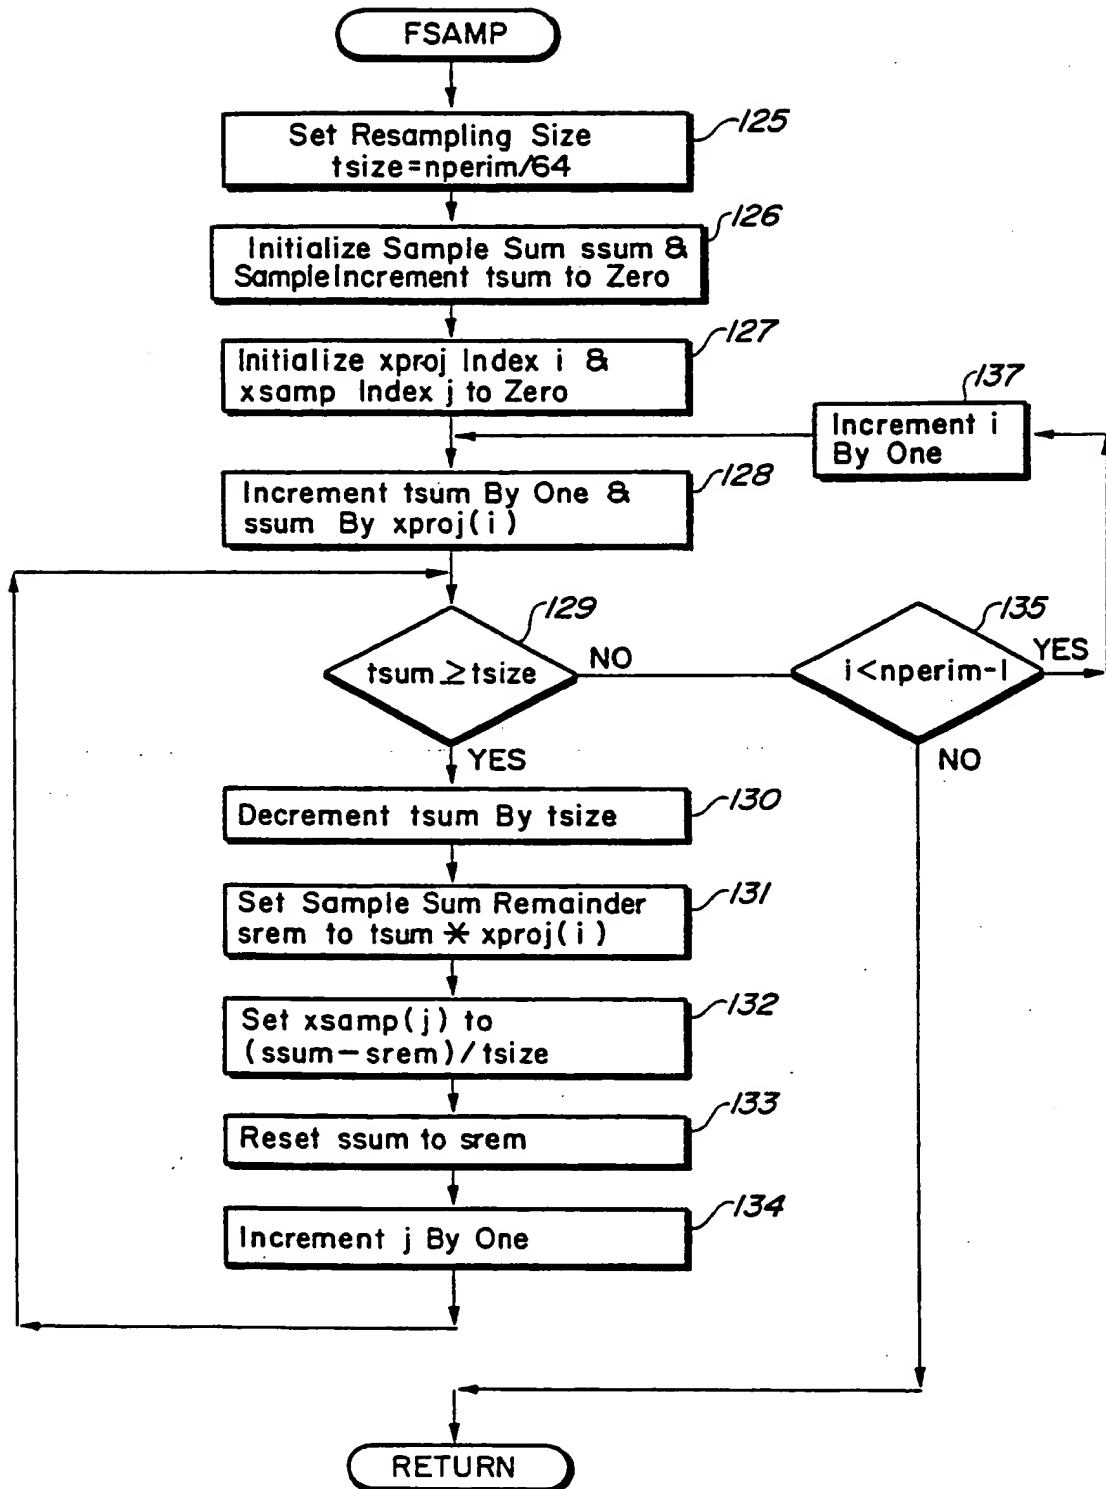 FSAMP
Set Resampling Size
tsize=nperim/64
125
Initialize Sample Sum ssum &
SampleIncrement tsum to Zero
126
Initialize xproj Index i &
xsamp Index j to Zero
127
137
Increment i
By One
Increment tsum By One &
ssum By xproj(i)
128
tsum ≥ tsize
129
NO
YES
i<nperim-1
135
YES
NO
Decrement tsum By tsize
130
Set Sample Sum Remainder
srem to tsum * xproj(i)
131
Set xsamp(j) to
(ssum-srem)/tsize
132
Reset ssum to srem
133
Increment j By One
134
RETURN